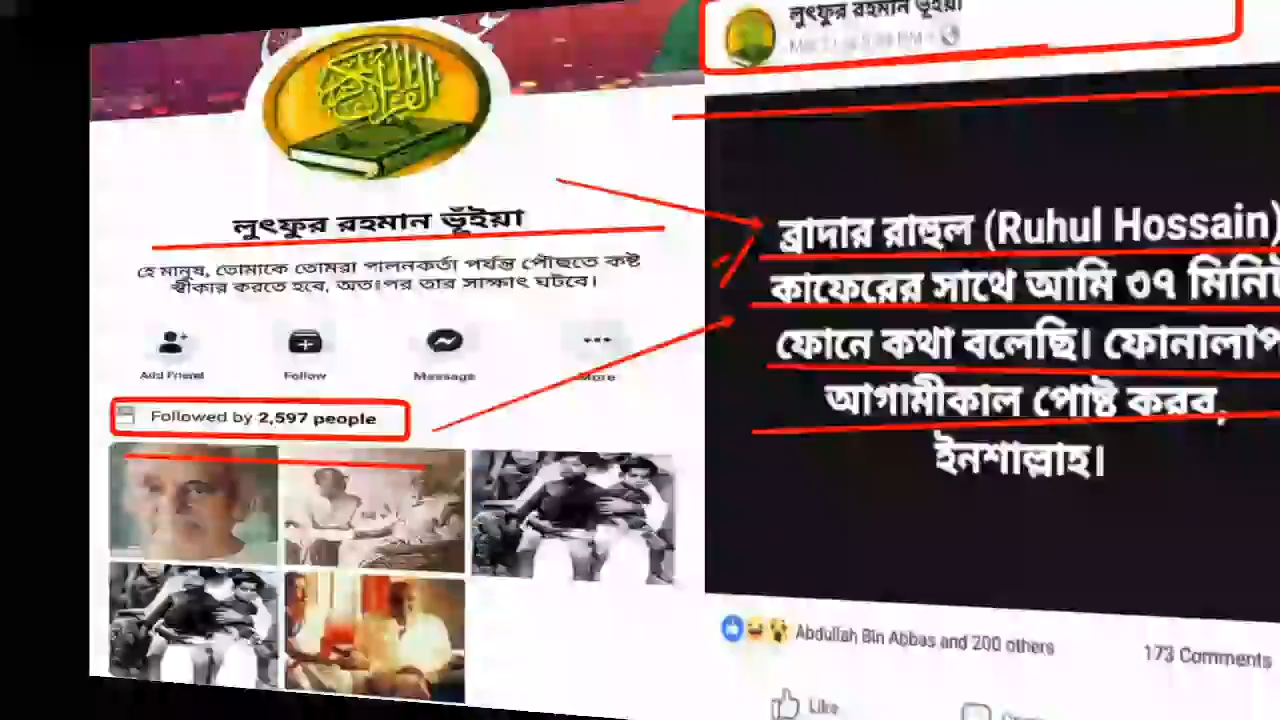 লুৎফুর রহমান ভূঁইয়া
হে মানুষ, তোমাকে তোমরা পালনকর্তা পর্যন্ত পৌছতে কষ্ট
স্বীকার করতে হবে, অতঃপর তার সাক্ষাৎ ঘটবে।
Add Friend
Follow
Message
More
Followed by 2,597 people
লুৎফুর রহমান ভূঁইয়া
ব্রাদার রাহুল (Ruhul Hossain)
কাফেরের সাথে আমি ৩৭ মিনিট
ফোনে কথা বলেছি। ফোনালাপ
আগামীকাল পোষ্ট করব,
ইনশাল্লাহ।
Abdullah Bin Abbas and 200 others
173 Comments
Like